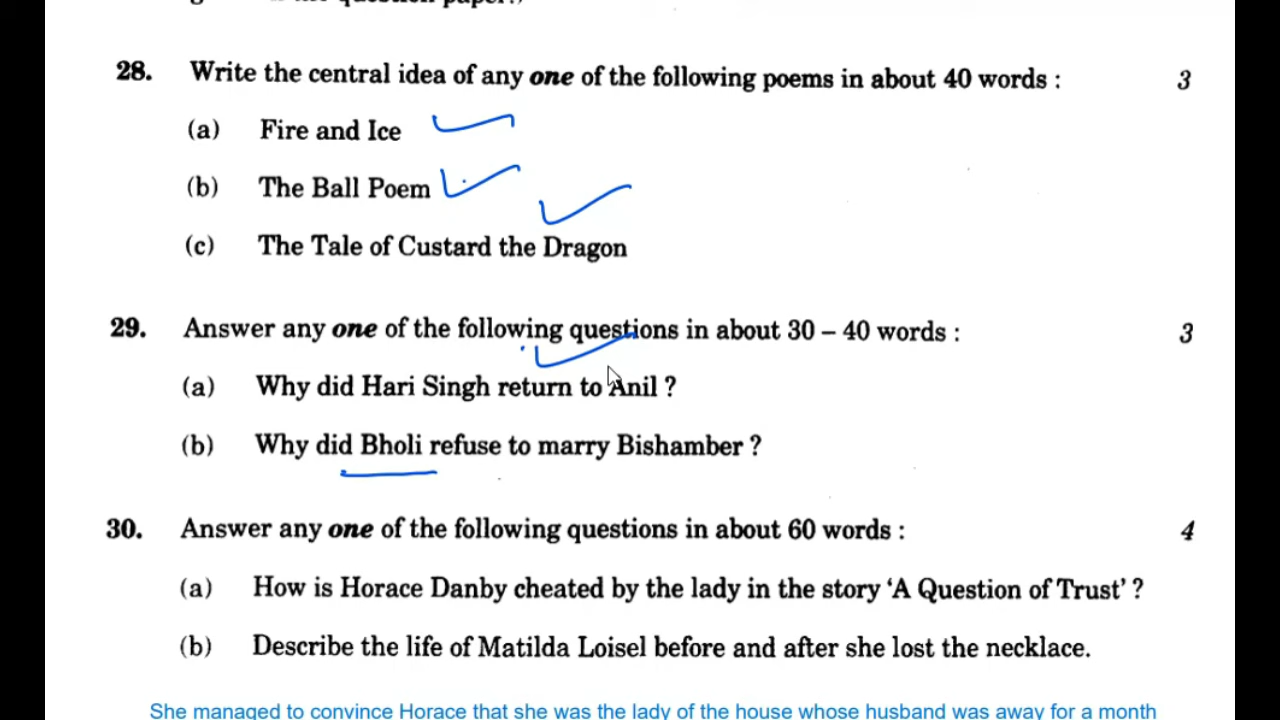 28. Write the central idea of any one of the following poems in about 40 words : 3
(a) Fire and Ice
(b) The Ball Poem
(c) The Tale of Custard the Dragon
29. Answer any one of the following questions in about 30 – 40 words : 3
(a) Why did Hari Singh return to Anil ?
(b) Why did Bholi refuse to marry Bishamber ?
30. Answer any one of the following questions in about 60 words : 4
(a) How is Horace Danby cheated by the lady in the story ‘A Question of Trust’ ?
(b) Describe the life of Matilda Loisel before and after she lost the necklace.
She managed to convince Horace that she was the lady of the house whose husband was away for a month